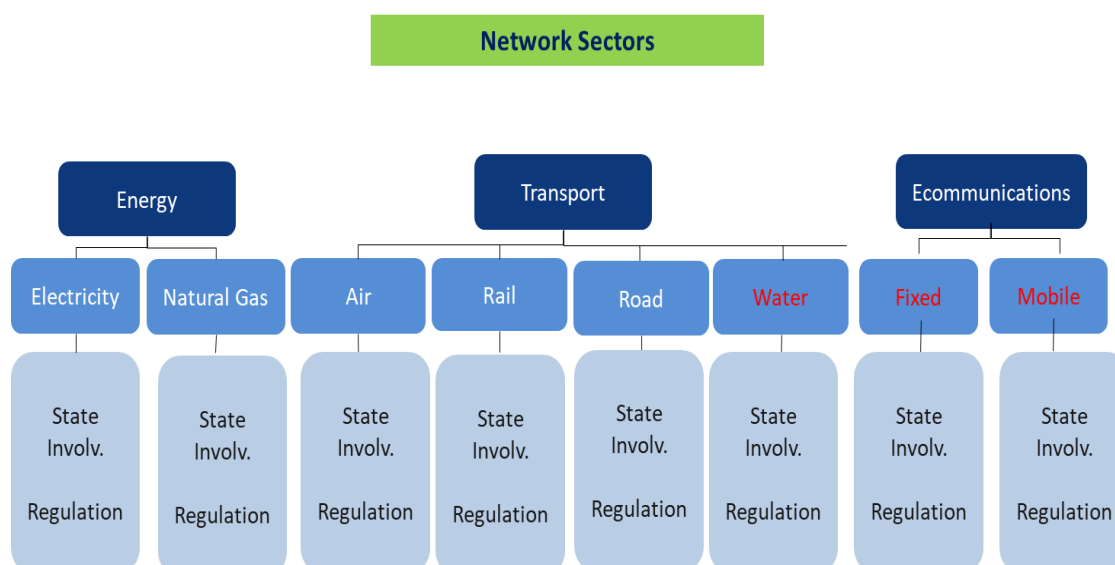 Network Sectors
Energy
Transport
Ecommunications
Electricity
Natural Gas
Air
Rail
Road
Water
Fixed
Mobile
State
Involv.
Regulation
State
Involv.
Regulation
State
Involv.
Regulation
State
Involv.
Regulation
State
Involv.
Regulation
State
Involv.
Regulation
State
Involv.
Regulation
State
Involv.
Regulation